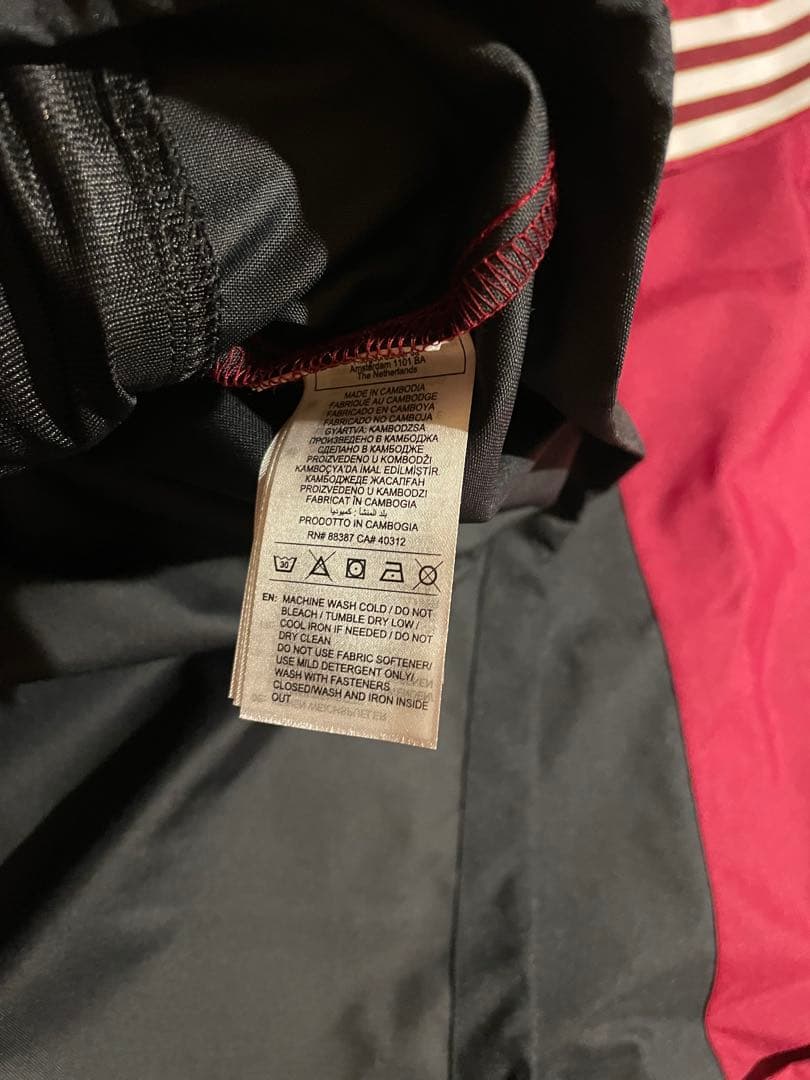 Amsterdam 1101 BA
The Netherlands
MADE IN CAMBODIA
FABRIQUÉ AU CAMBODGE
FABRICADO EN CAMBOYA
FABRICADO NO CAMBOJA
GYÁRTVA: KAMBODZSA
ПРОИЗВЕДЕНО В КАМБОДЖА
СДЕЛАНО В КАМБОДЖЕ
PROIZVEDENO U KOMBODŽI
KAMBOÇYA'DA İMAL EDİLMİŞTİR.
КАМБОДЖЕДЕ ЖАСАЛҒАН
PROIZVEDENO U KAMBODZI
FABRICAT ÎN CAMBOGIA
بلد المنشأ : كمبوديا
PRODOTTO IN CAMBOGIA
RN# 88387 CA# 40312
30
EN: MACHINE WASH COLD / DO NOT
BLEACH / TUMBLE DRY LOW /
COOL IRON IF NEEDED / DO NOT
DRY CLEAN
DO NOT USE FABRIC SOFTENER/
USE MILD DETERGENT ONLY/
WASH WITH FASTENERS
CLOSED/WASH AND IRON INSIDE
OUT